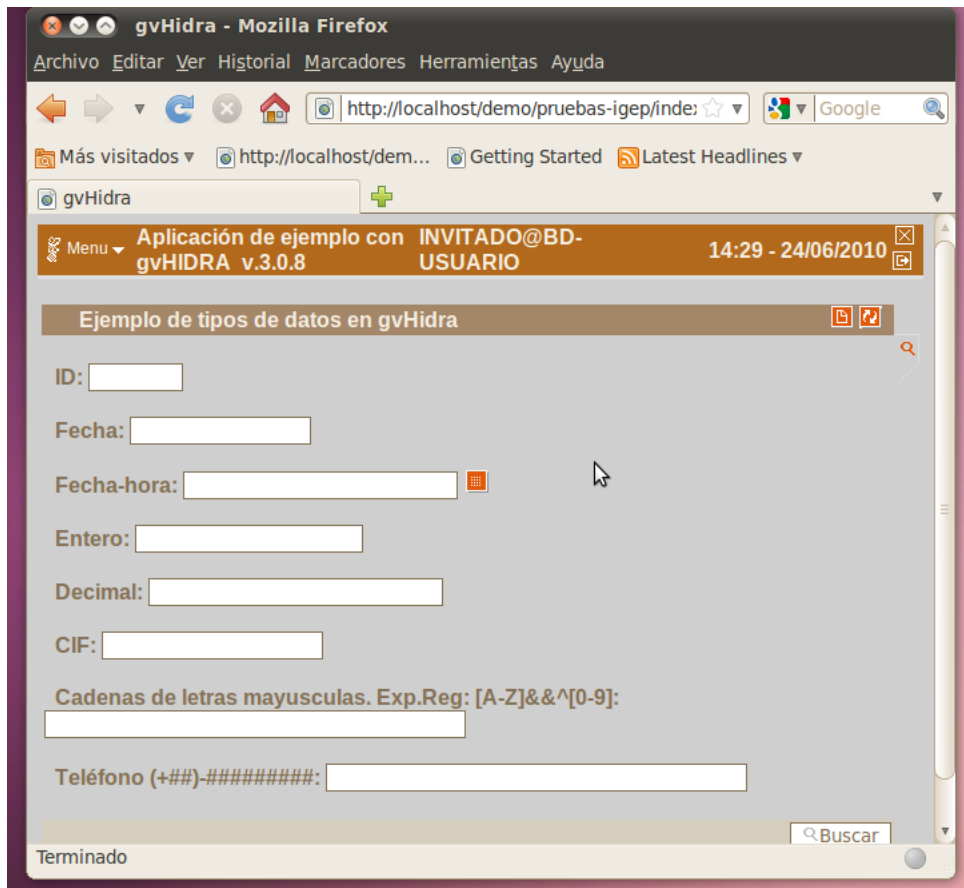 gvHidra - Mozilla Firefox
Archivo Editar Ver Historial Marcadores Herramientas Ayuda
http://localhost/demo/pruebas-igep/index Google
Más visitados http://localhost/dem... Getting Started Latest Headlines
gvHidra
Menu
Aplicación de ejemplo con
gvHIDRA v.3.0.8
INVITADO@BD-
USUARIO
14:29 - 24/06/2010
Ejemplo de tipos de datos en gvHidra
ID:
Fecha:
Fecha-hora:
Entero:
Decimal:
CIF:
Cadenas de letras mayusculas. Exp.Reg: [A-Z]&&^[0-9]:
Teléfono (+##)-#########:
Buscar
Terminado